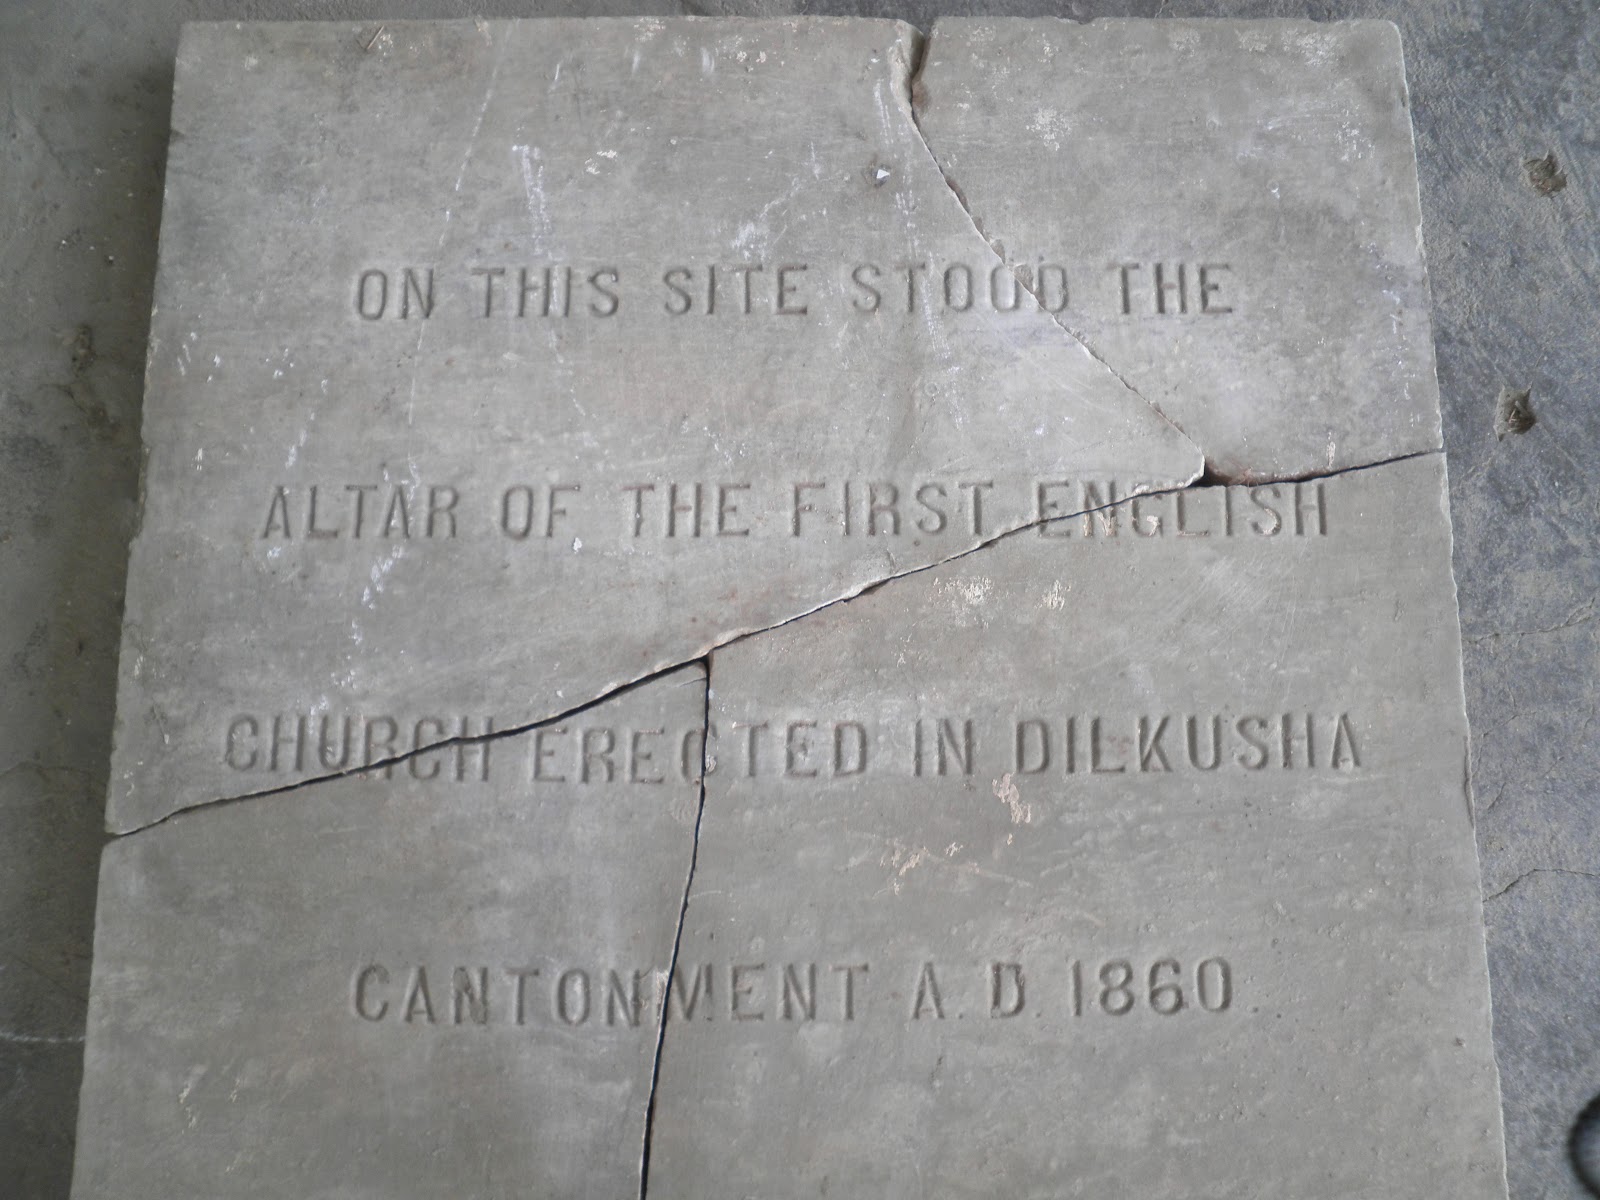 ON THIS SITE STOOD THE
ALTAR OF THE FIRST ENGLISH
CHURCH ERECTED IN DILKUSHA
CANTONMENT A.D. 1860.